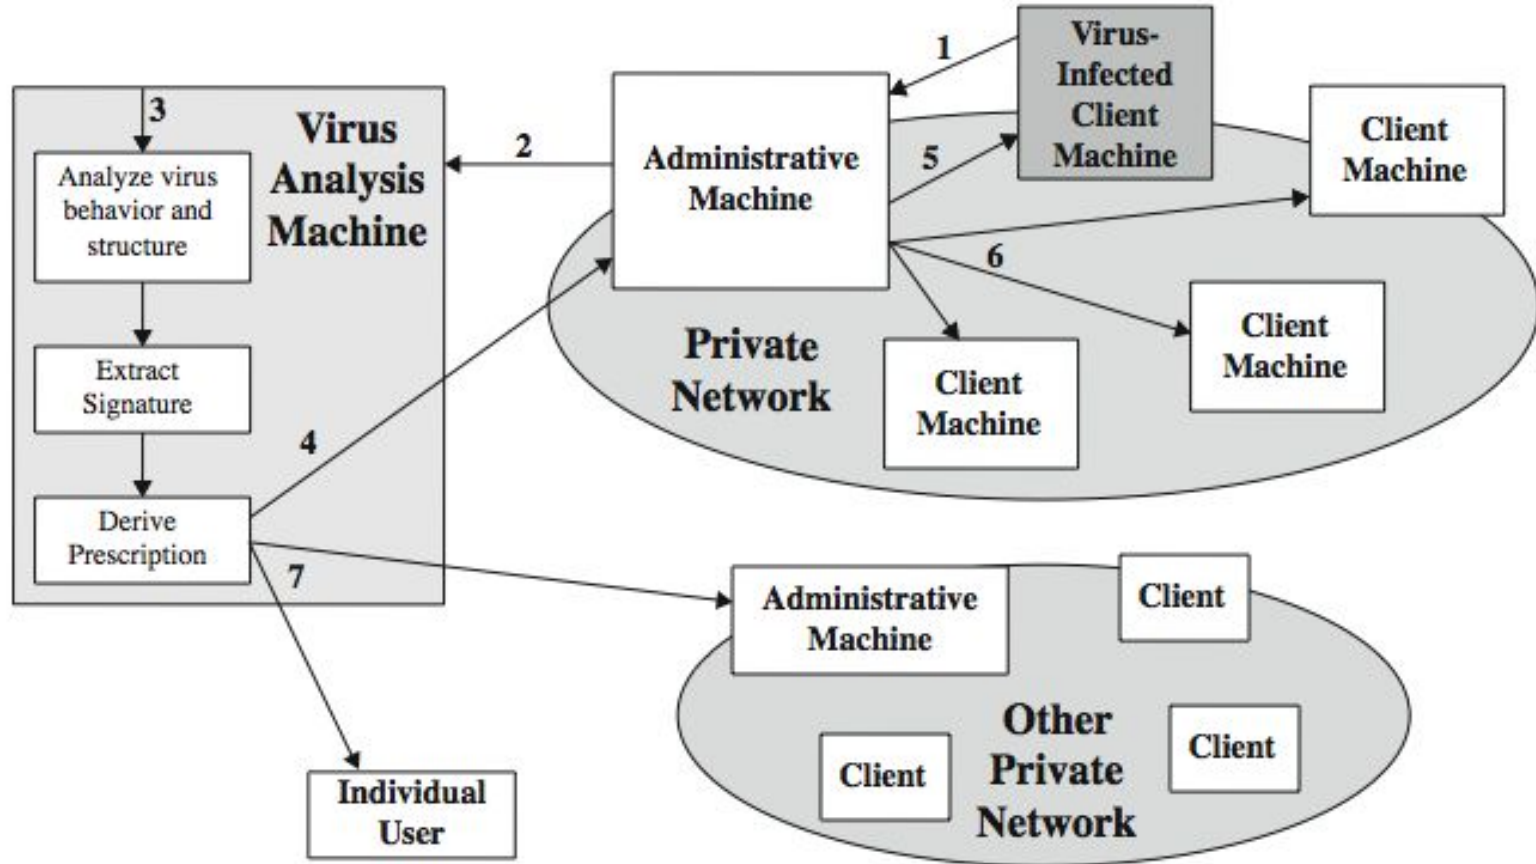 3
Virus
Analysis
Machine
Analyze virus
behavior and
structure
Extract
Signature
Derive
Prescription
2
4
7
Administrative
Machine
1
5
6
Virus-
Infected
Client
Machine
Client
Machine
Client
Machine
Client
Machine
Private
Network
Administrative
Machine
Client
Client
Client
Other
Private
Network
Individual
User